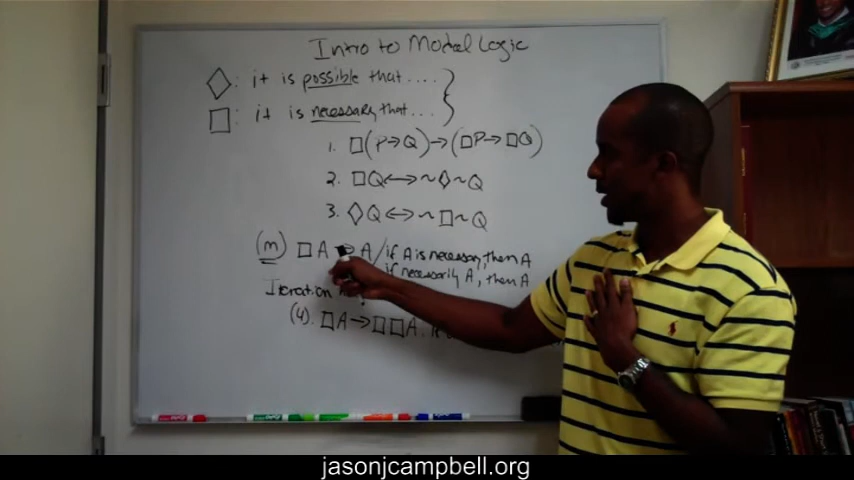 Intro to Modal Logic
◇: it is possible that....
□: it is necessary that...
1. □(P→Q)→(□P→□Q)
2. □Q↔~◇~Q
3. ◇Q↔~□~Q
(m) □A → A / if A is necessary, then A
if necessarily A, then A
Iteration
(4). □A→□□A:
jasonjcampbell.org